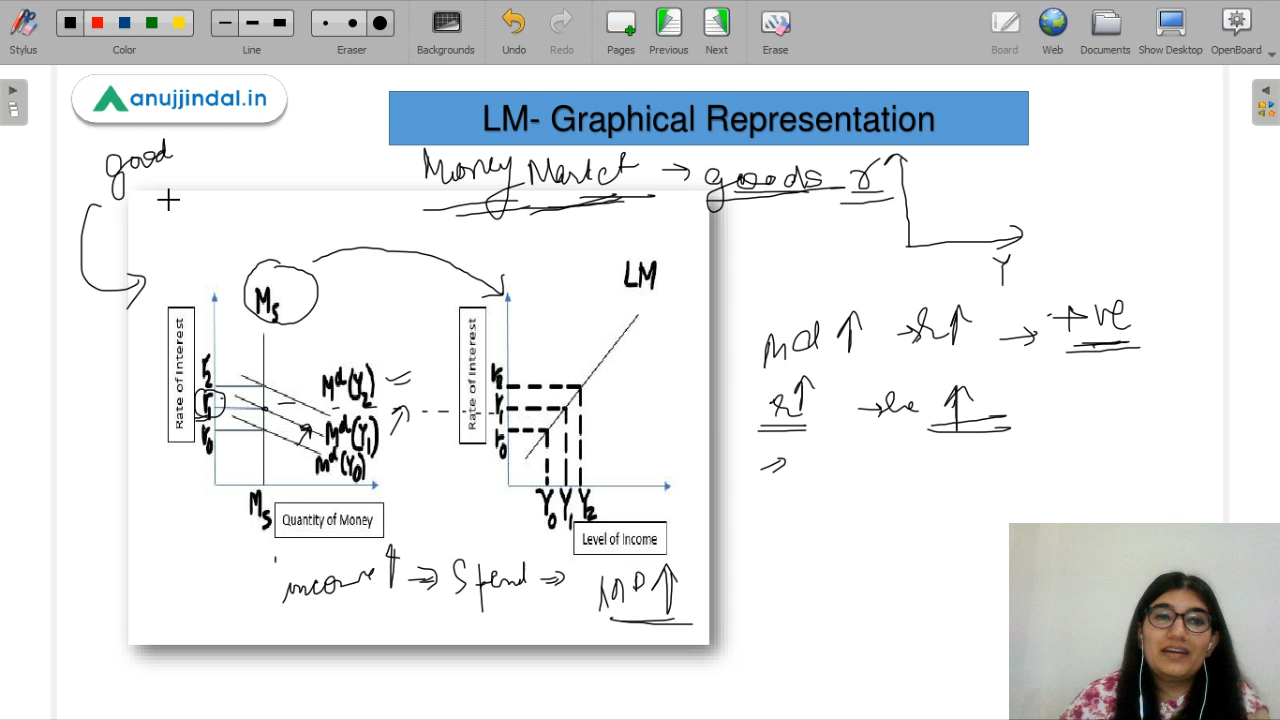 Stylus Color Line Eraser Backgrounds Undo Redo Pages Previous Next Erase Board Web Documents Show Desktop OpenBoard
anujjindal.in
LM- Graphical Representation
good
Money Market → goods r
Y
Ms
LM
Rate of Interest
r2
r1
r0
Md(Y2) =
Md(Y1)
Md(Y0)
Ms
Quantity of Money
Rate of Interest
r2
r1
r0
Y0 Y1 Y2
Level of Income
md ↑ → r↑ → +ve
r↑ → ↑
⇒
income ↑ ⇒ Spend ⇒ mD ↑